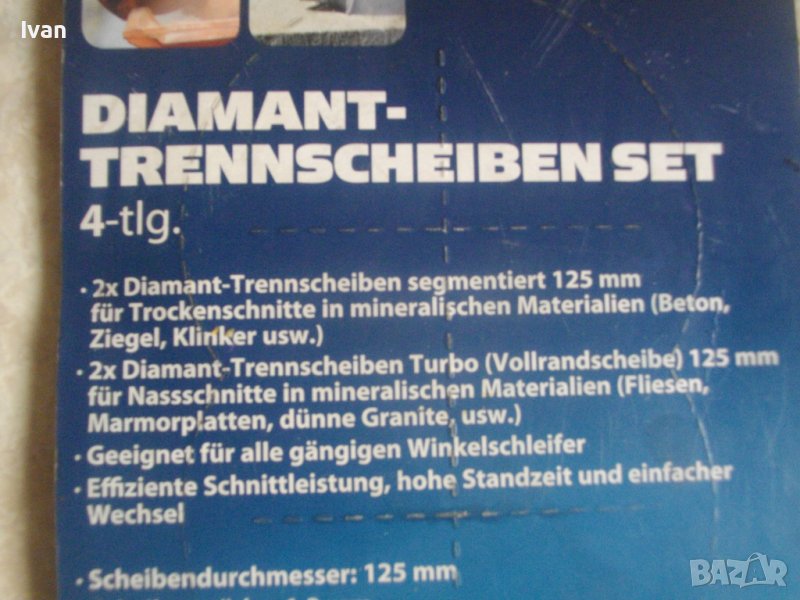 Ivan
DIAMANT-
TRENNSCHEIBEN SET
4-tlg.
• 2x Diamant-Trennscheiben segmentiert 125 mm
für Trockenschnitte in mineralischen Materialien (Beton,
Ziegel, Klinker usw.)
• 2x Diamant-Trennscheiben Turbo (Vollrandscheibe) 125 mm
für Nassschnitte in mineralischen Materialien (Fliesen,
Marmorplatten, dünne Granite, usw.)
• Geeignet für alle gängigen Winkelschleifer
• Effiziente Schnittleistung, hohe Standzeit und einfacher
Wechsel
• Scheibendurchmesser: 125 mm
BAZAR